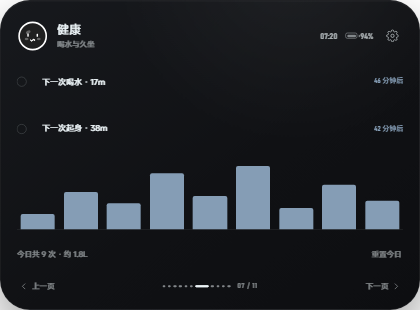 健康
喝水与久坐
07:20 94%
下一次喝水 · 17m
46 分钟后
下一次起身 · 38m
42 分钟后
今日共 9 次 · 约 1.8L
重置今日
上一页
07 / 11
下一页